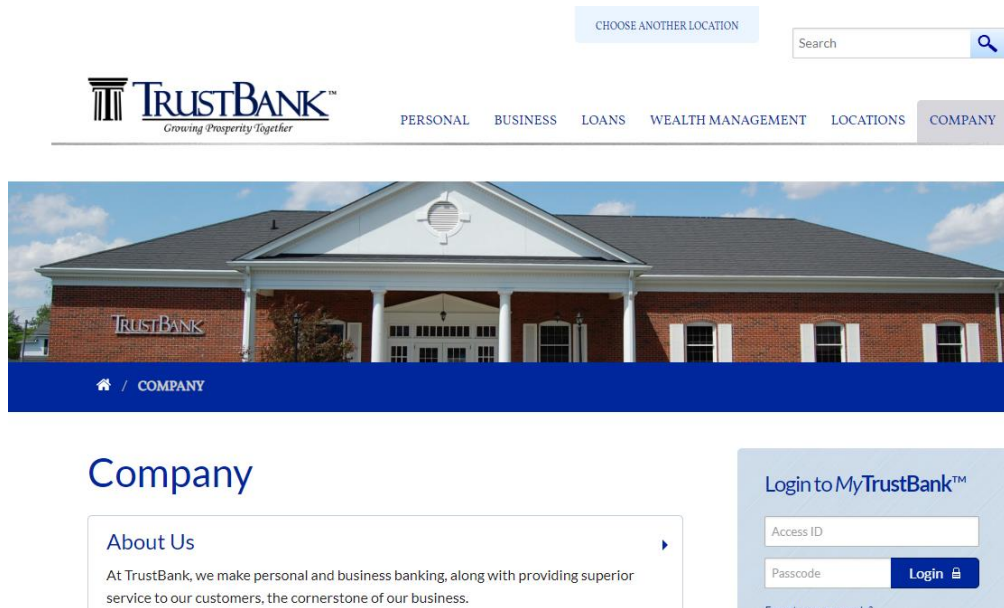 CHOOSE ANOTHER LOCATION
Search
TRUSTBANK™
Growing Prosperity Together
PERSONAL BUSINESS LOANS WEALTH MANAGEMENT LOCATIONS COMPANY
TRUSTBANK
/ COMPANY
Company
Login to MyTrustBank™
About Us
Access ID
At TrustBank, we make personal and business banking, along with providing superior
service to our customers, the cornerstone of our business.
Passcode
Login